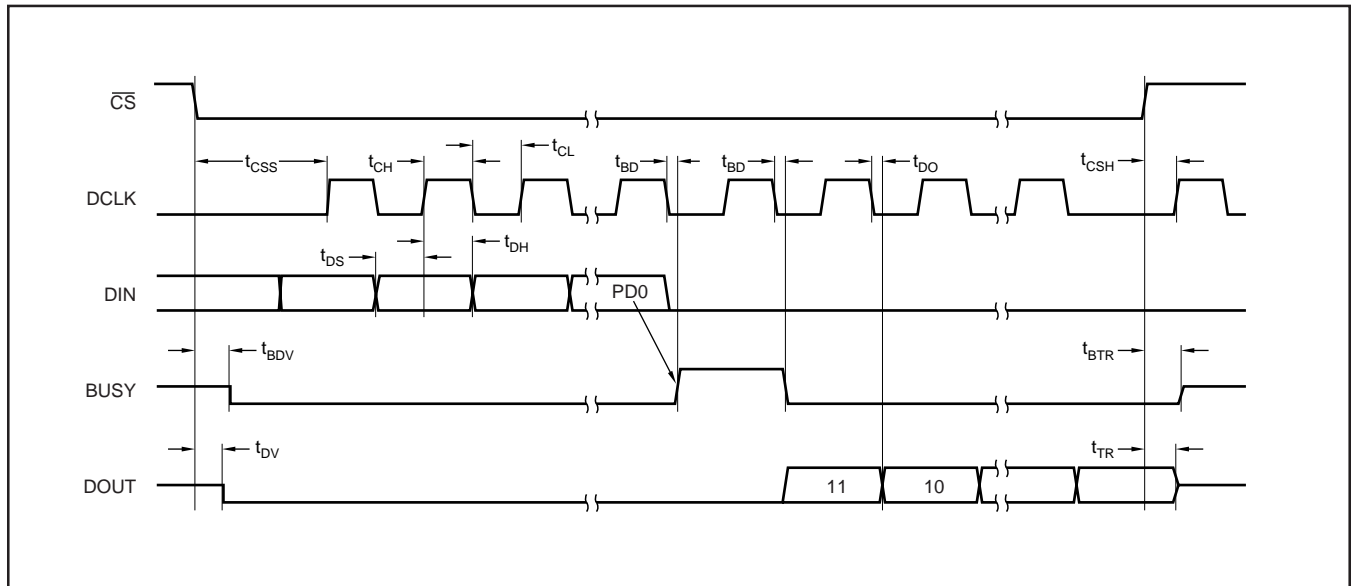 CS
tCSS
tCH
tCL
tBD
tBD
tDO
tCSH
DCLK
tDS
tDH
DIN
PD0
tBDV
tBTR
BUSY
tDV
tTR
DOUT
11
10